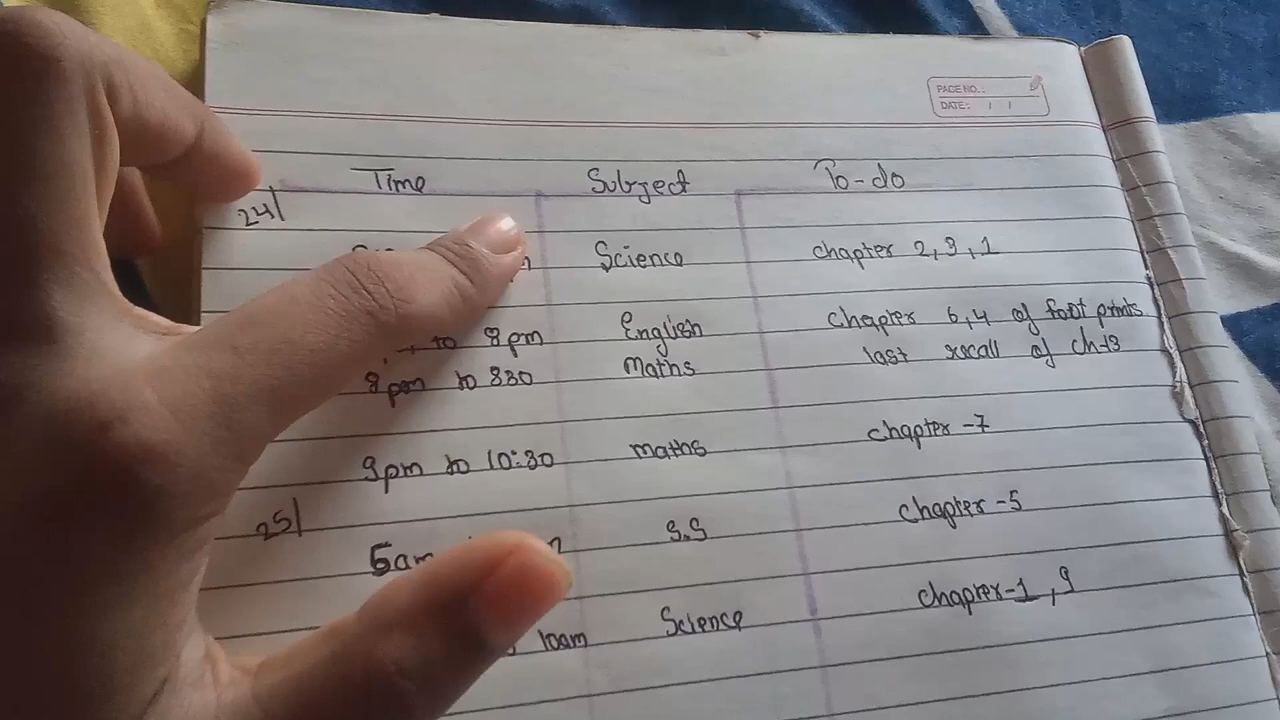 PAGE NO.:
DATE: / /
Time Subject To-do
24/
Science chapter 2, 3, 1
to 8pm English chapter 6, 4 of foot prints
8pm to 830 Maths last recall of ch-13
9pm to 10:30 maths chapter -7
25/
5am S.S chapter -5
10am Science chapter-1, 9